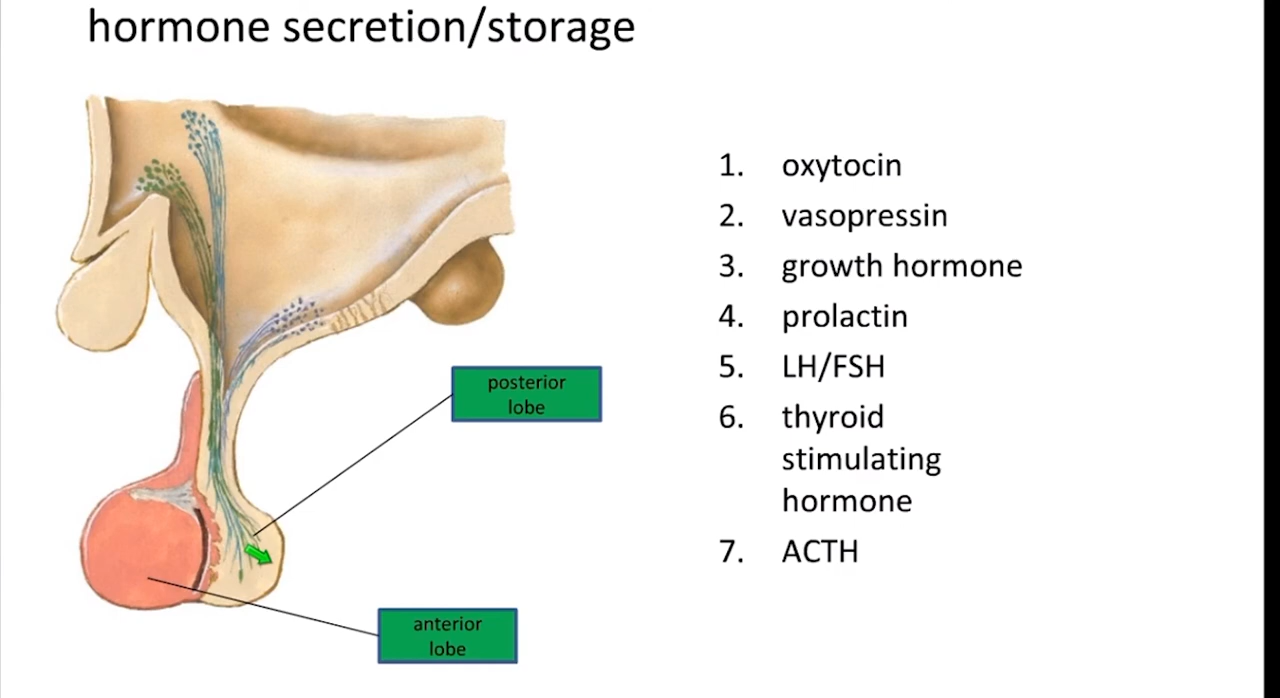 hormone secretion/storage
1. oxytocin
2. vasopressin
3. growth hormone
4. prolactin
5. LH/FSH
6. thyroid
stimulating
hormone
7. ACTH
posterior
lobe
anterior
lobe